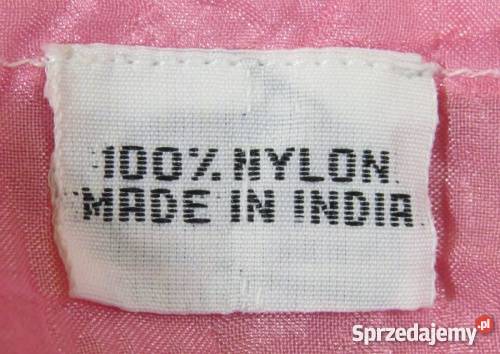 100% NYLON
MADE IN INDIA
Sprzedajemy.pl